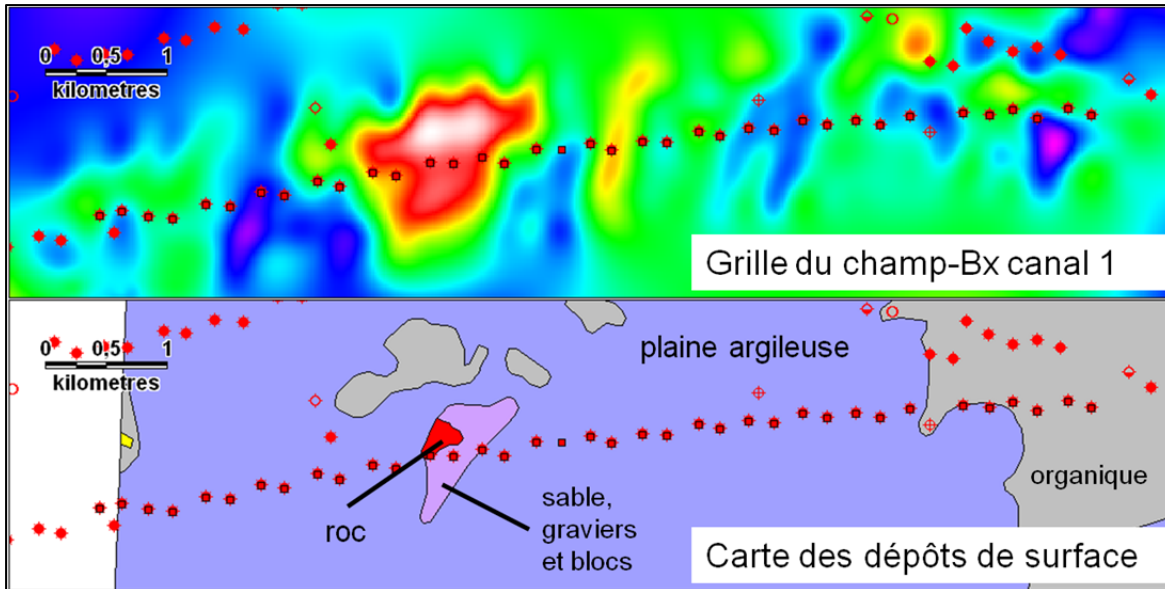 0 0,5 1
kilometres
Grille du champ-Bx canal 1
0 0,5 1
kilometres
plaine argileuse
organique
roc
sable,
graviers
et blocs
Carte des dépôts de surface